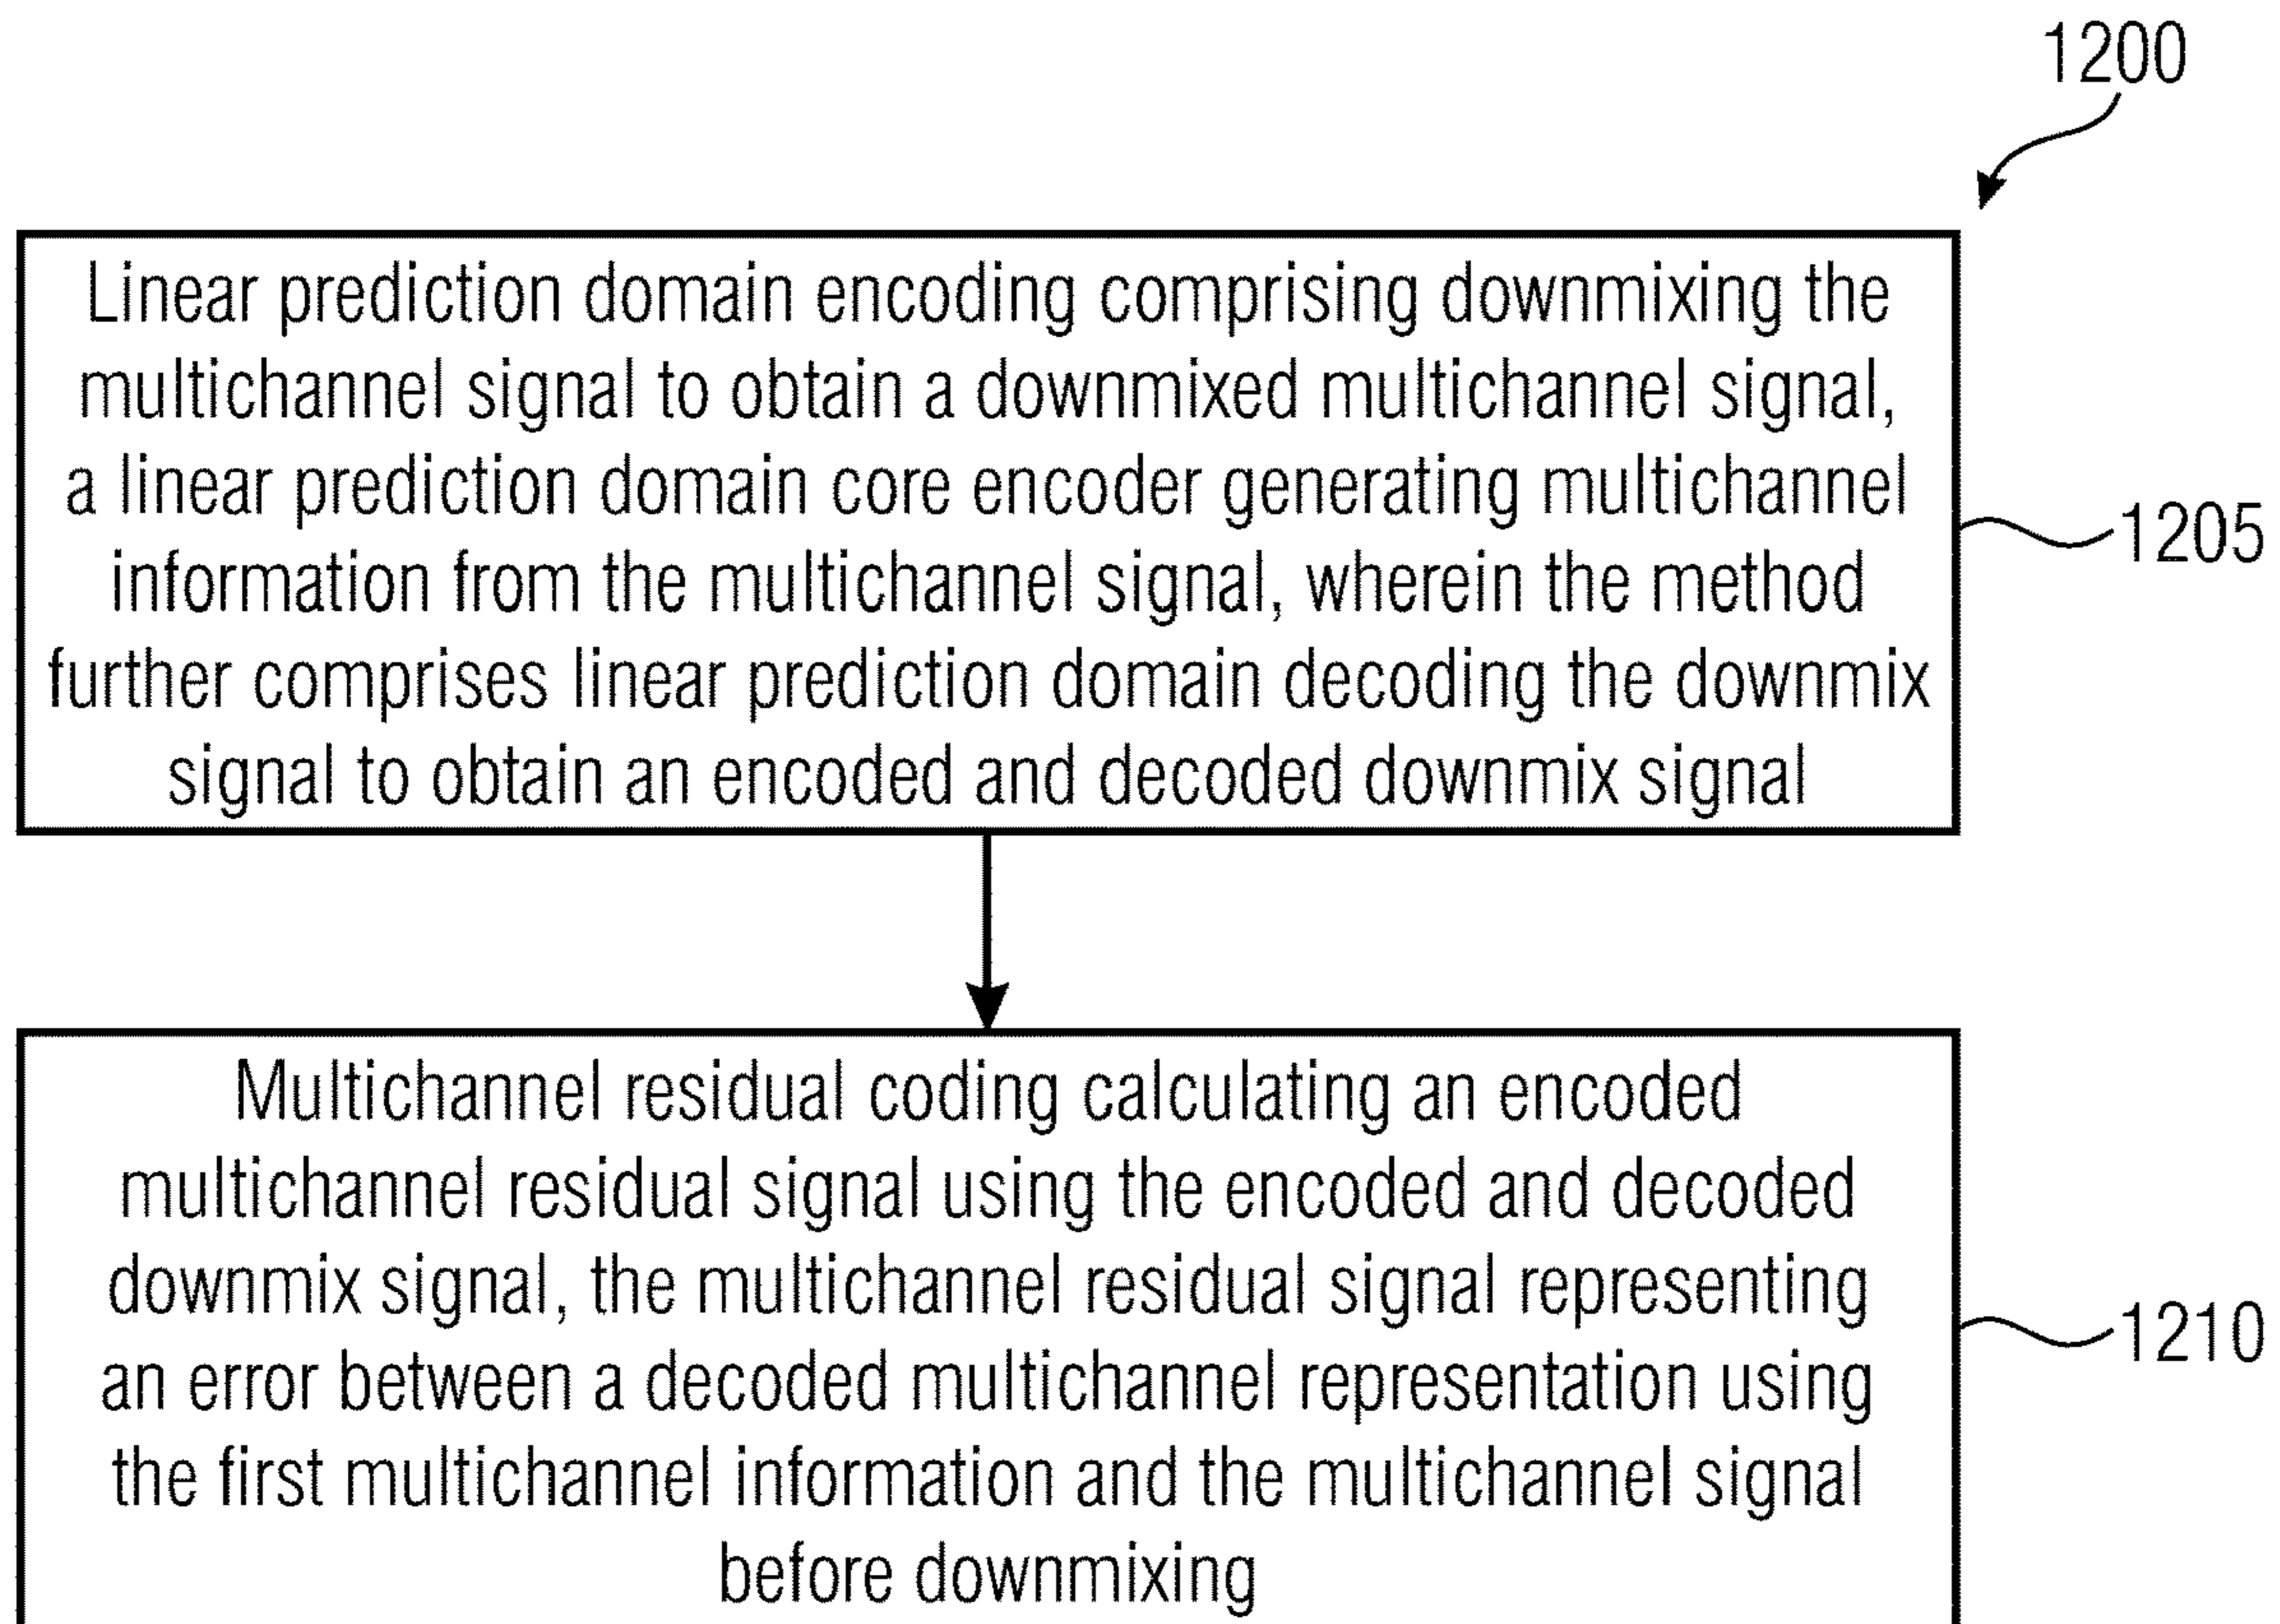 1200
Linear prediction domain encoding comprising downmixing the
multichannel signal to obtain a downmixed multichannel signal,
a linear prediction domain core encoder generating multichannel
information from the multichannel signal, wherein the method
further comprises linear prediction domain decoding the downmix
signal to obtain an encoded and decoded downmix signal
1205
Multichannel residual coding calculating an encoded
multichannel residual signal using the encoded and decoded
downmix signal, the multichannel residual signal representing
an error between a decoded multichannel representation using
the first multichannel information and the multichannel signal
before downmixing
1210